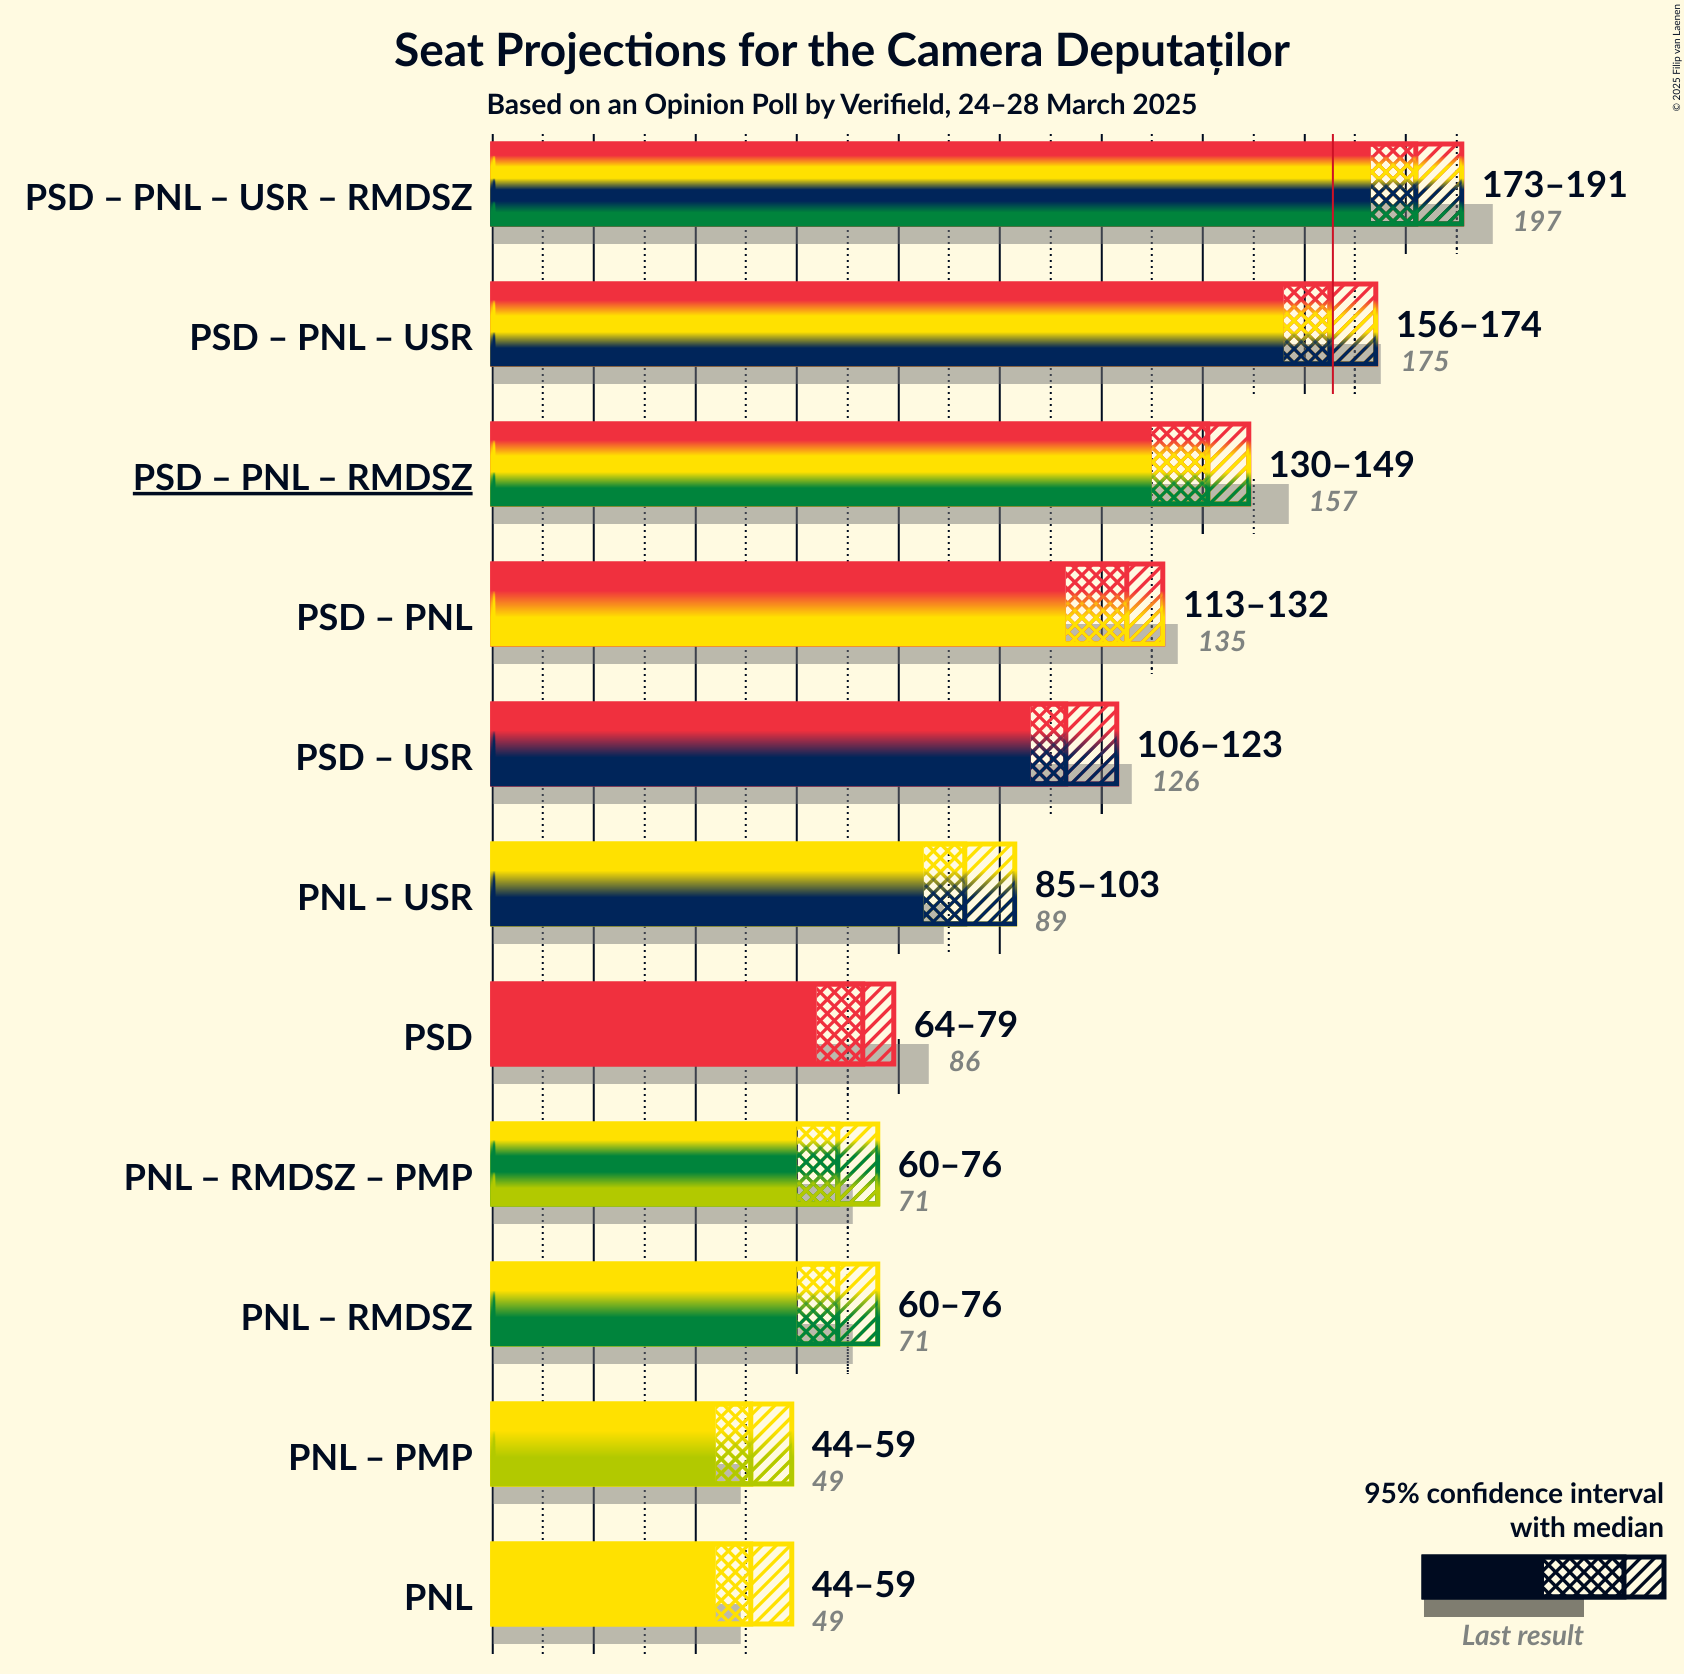 Seat Projections for the Camera Deputaților
Based on an Opinion Poll by Verifield, 24–28 March 2025
© 2025 Filip van Laenen
PSD – PNL – USR – RMDSZ
173–191
197
PSD – PNL – USR
156–174
175
PSD – PNL – RMDSZ
130–149
157
PSD – PNL
113–132
135
PSD – USR
106–123
126
PNL – USR
85–103
89
PSD
64–79
86
PNL – RMDSZ – PMP
60–76
71
PNL – RMDSZ
60–76
71
PNL – PMP
44–59
49
PNL
44–59
49
95% confidence interval
with median
Last result